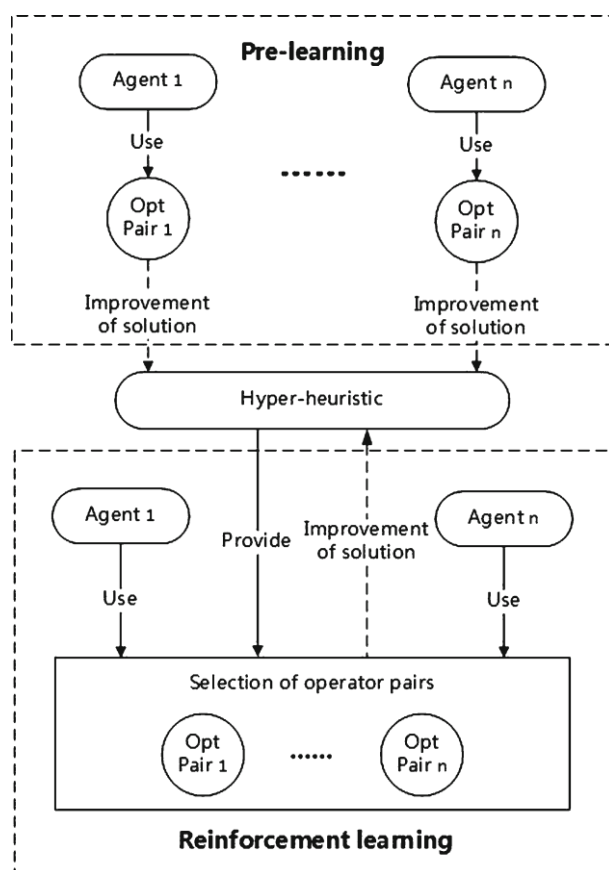 Pre-learning
Agent 1
Agent n
Use
Use
......
Opt
Pair 1
Opt
Pair n
Improvement
of solution
Improvement
of solution
Hyper-heuristic
Agent 1
Agent n
Provide
Improvement
of solution
Use
Use
Selection of operator pairs
Opt
Pair 1
......
Opt
Pair n
Reinforcement learning